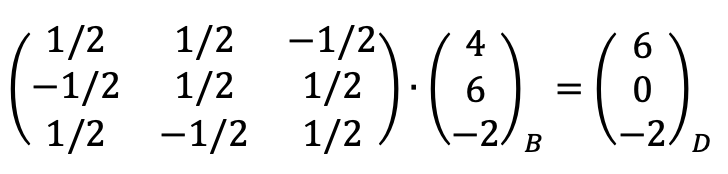 ( 1/2 1/2 −1/2 ) ( 4 ) ( 6 )
( −1/2 1/2 1/2 ) · ( 6 ) = ( 0 )
( 1/2 −1/2 1/2 ) ( −2 )B ( −2 )D